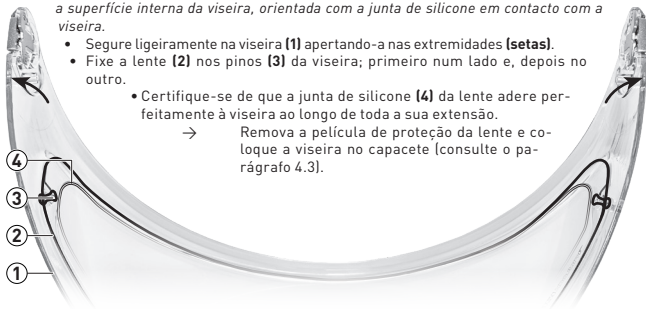 a superfície interna da viseira, orientada com a junta de silicone em contacto com a
viseira.
• Segure ligeiramente na viseira (1) apertando-a nas extremidades (setas).
• Fixe a lente (2) nos pinos (3) da viseira; primeiro num lado e, depois no
outro.
• Certifique-se de que a junta de silicone (4) da lente adere per-
feitamente à viseira ao longo de toda a sua extensão.
→ Remova a película de proteção da lente e co-
loque a viseira no capacete (consulte o pa-
rágrafo 4.3).
4
3
2
1